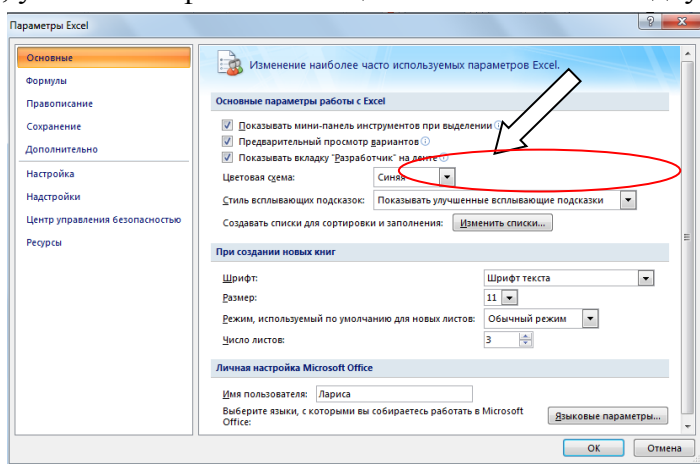 Параметры Excel
Основные
Формулы
Правописание
Сохранение
Дополнительно
Настройка
Надстройки
Центр управления безопасностью
Ресурсы
Изменение наиболее часто используемых параметров Excel.
Основные параметры работы с Excel
Показывать мини-панель инструментов при выделении
Предварительный просмотр вариантов
Показывать вкладку "Разработчик" на ленте
Цветовая схема: Синяя
Стиль всплывающих подсказок: Показывать улучшенные всплывающие подсказки
Создавать списки для сортировки и заполнения: Изменить списки...
При создании новых книг
Шрифт: Шрифт текста
Размер: 11
Режим, используемый по умолчанию для новых листов: Обычный режим
Число листов: 3
Личная настройка Microsoft Office
Имя пользователя: Лариса
Выберите языки, с которыми вы собираетесь работать в Microsoft
Office: Языковые параметры...
ОК Отмена